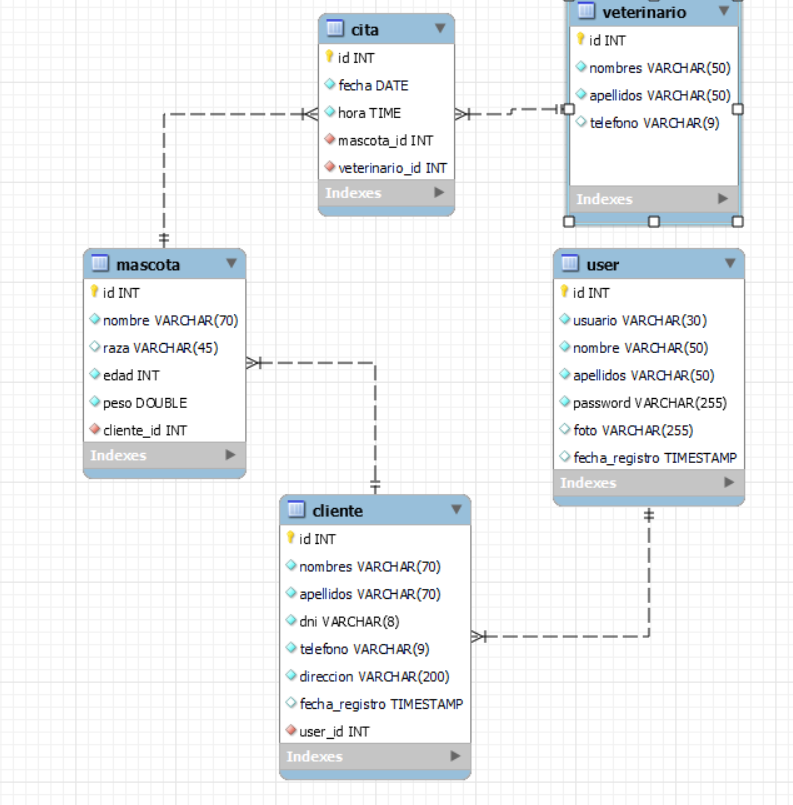 cita
id INT
fecha DATE
hora TIME
mascota_id INT
veterinario_id INT
Indexes
veterinario
id INT
nombres VARCHAR(50)
apellidos VARCHAR(50)
telefono VARCHAR(9)
Indexes
mascota
id INT
nombre VARCHAR(70)
raza VARCHAR(45)
edad INT
peso DOUBLE
cliente_id INT
Indexes
user
id INT
usuario VARCHAR(30)
nombre VARCHAR(50)
apellidos VARCHAR(50)
password VARCHAR(255)
foto VARCHAR(255)
fecha_registro TIMESTAMP
Indexes
cliente
id INT
nombres VARCHAR(70)
apellidos VARCHAR(70)
dni VARCHAR(8)
telefono VARCHAR(9)
direccion VARCHAR(200)
fecha_registro TIMESTAMP
user_id INT
Indexes